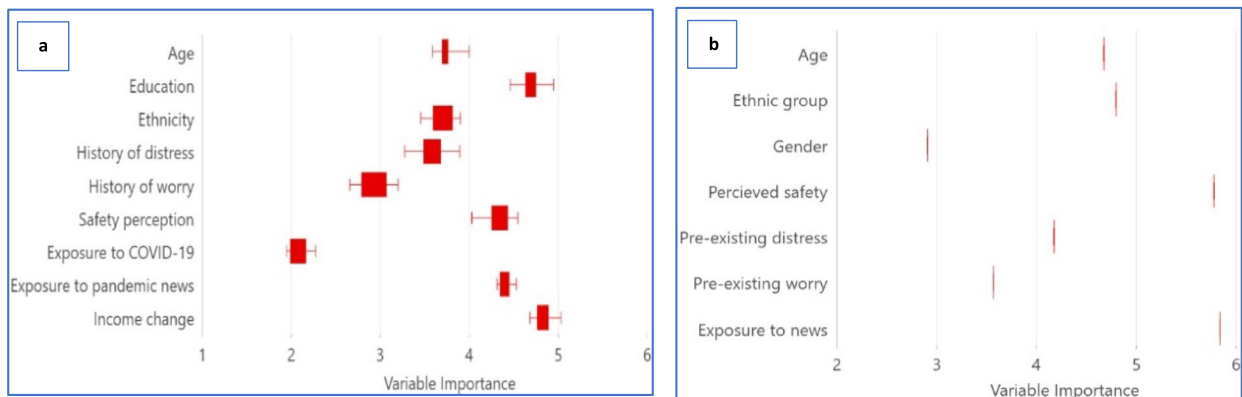 a
Age
Education
Ethnicity
History of distress
History of worry
Safety perception
Exposure to COVID-19
Exposure to pandemic news
Income change
1 2 3 4 5 6
Variable Importance
b
Age
Ethnic group
Gender
Percieved safety
Pre-existing distress
Pre-existing worry
Exposure to news
2 3 4 5 6
Variable Importance